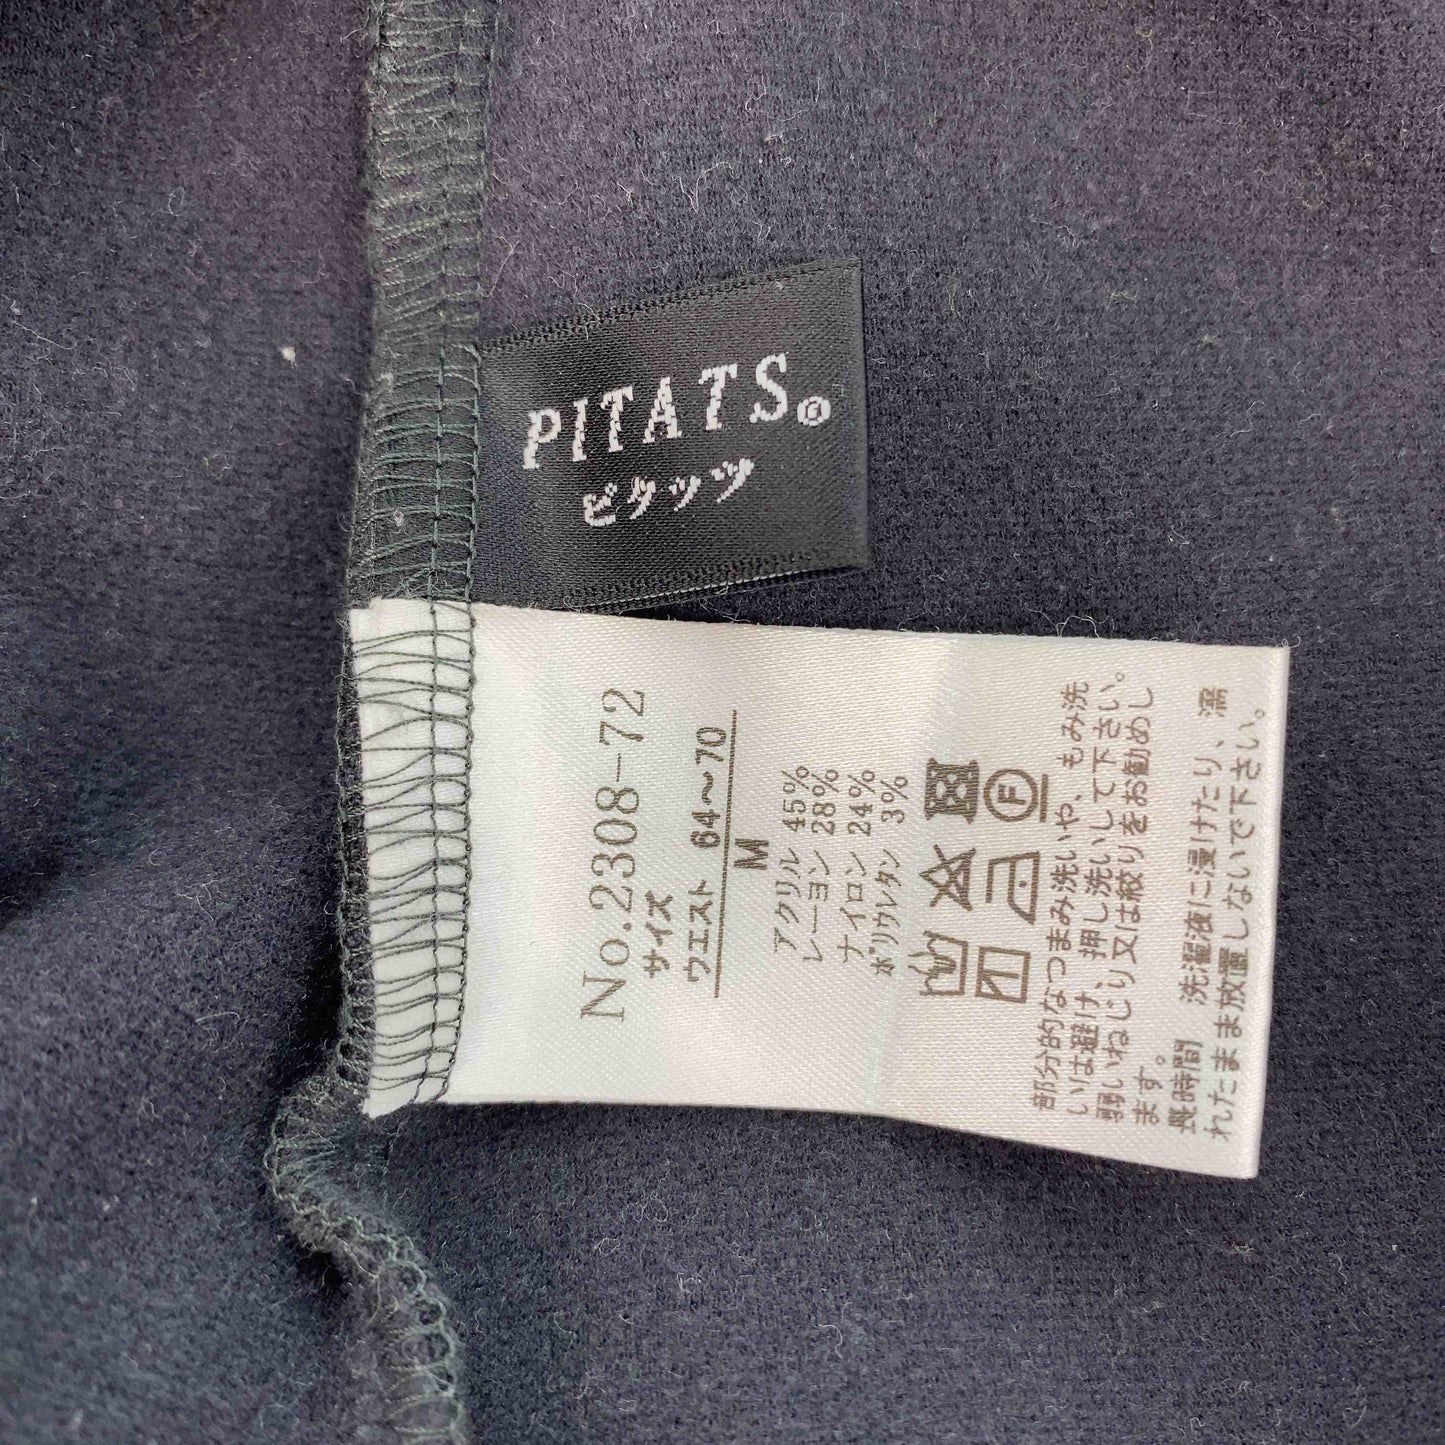 PITATS®
ピタッツ
No.2308-72
サイズ
ウエスト 64～70
M
アクリル 45%
レーヨン 28%
ナイロン 24%
ポリウレタン 3%
F
部分的なつまみ洗いや、もみ洗
いは避け、押し洗いして下さい。
弱いねじり又は絞りをお勧めし
ます。
長時間 洗濯液に浸けたり、濡
れたまま放置しないで下さい。